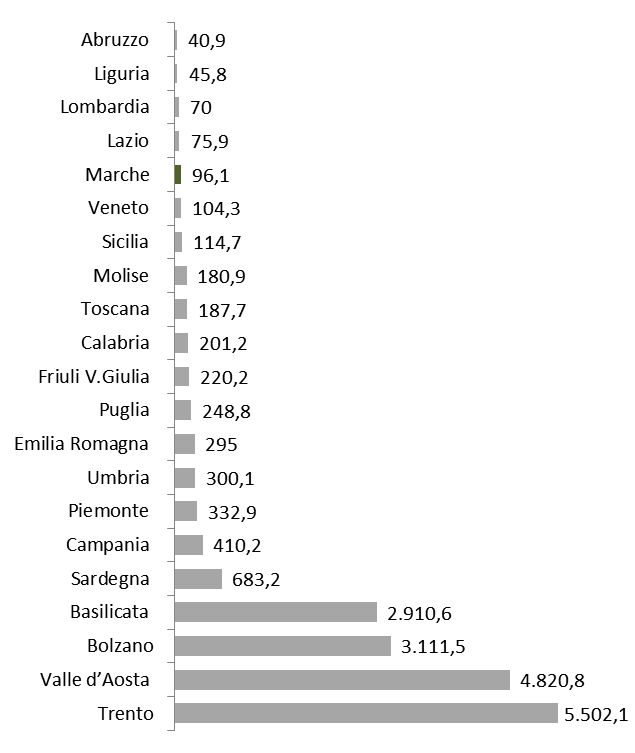 Abruzzo 40,9
Liguria 45,8
Lombardia 70
Lazio 75,9
Marche 96,1
Veneto 104,3
Sicilia 114,7
Molise 180,9
Toscana 187,7
Calabria 201,2
Friuli V.Giulia 220,2
Puglia 248,8
Emilia Romagna 295
Umbria 300,1
Piemonte 332,9
Campania 410,2
Sardegna 683,2
Basilicata 2.910,6
Bolzano 3.111,5
Valle d’Aosta 4.820,8
Trento 5.502,1